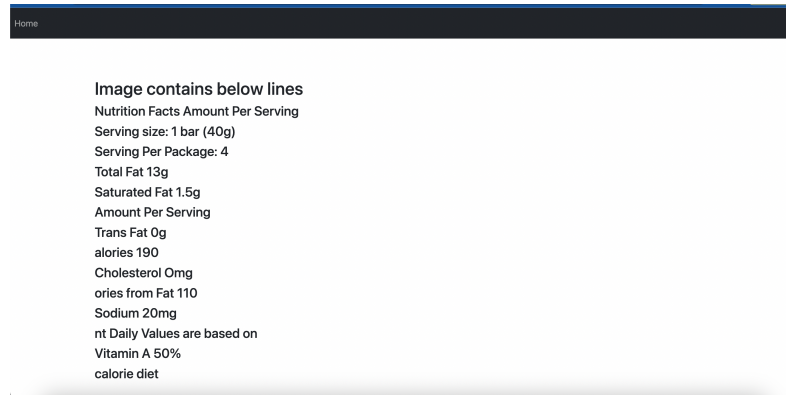 Home
Image contains below lines
Nutrition Facts Amount Per Serving
Serving size: 1 bar (40g)
Serving Per Package: 4
Total Fat 13g
Saturated Fat 1.5g
Amount Per Serving
Trans Fat 0g
alories 190
Cholesterol Omg
ories from Fat 110
Sodium 20mg
nt Daily Values are based on
Vitamin A 50%
calorie diet